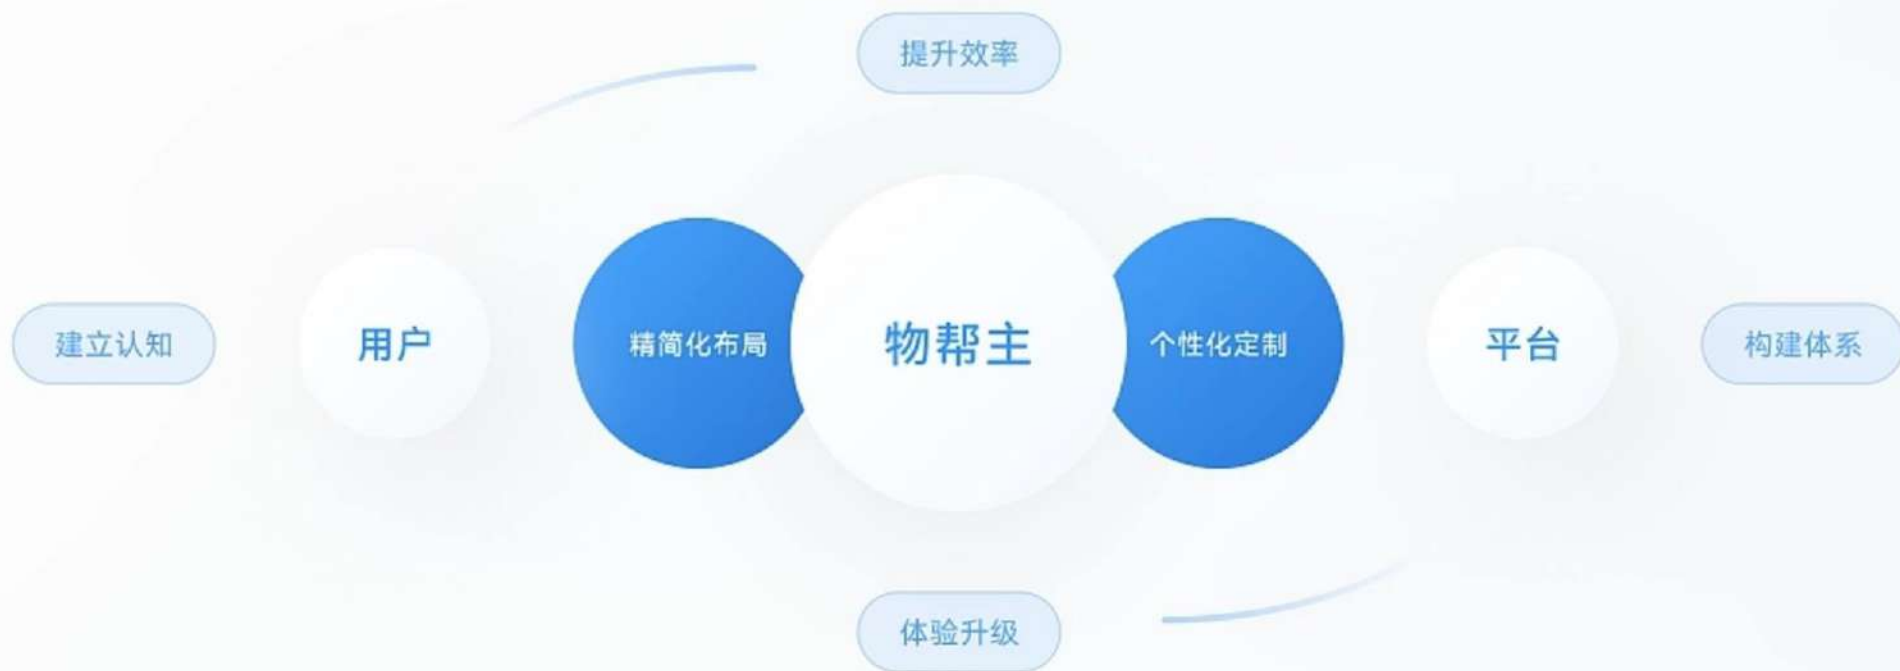 提升效率
建立认知
用户
精简化布局
物帮主
个性化定制
平台
构建体系
体验升级